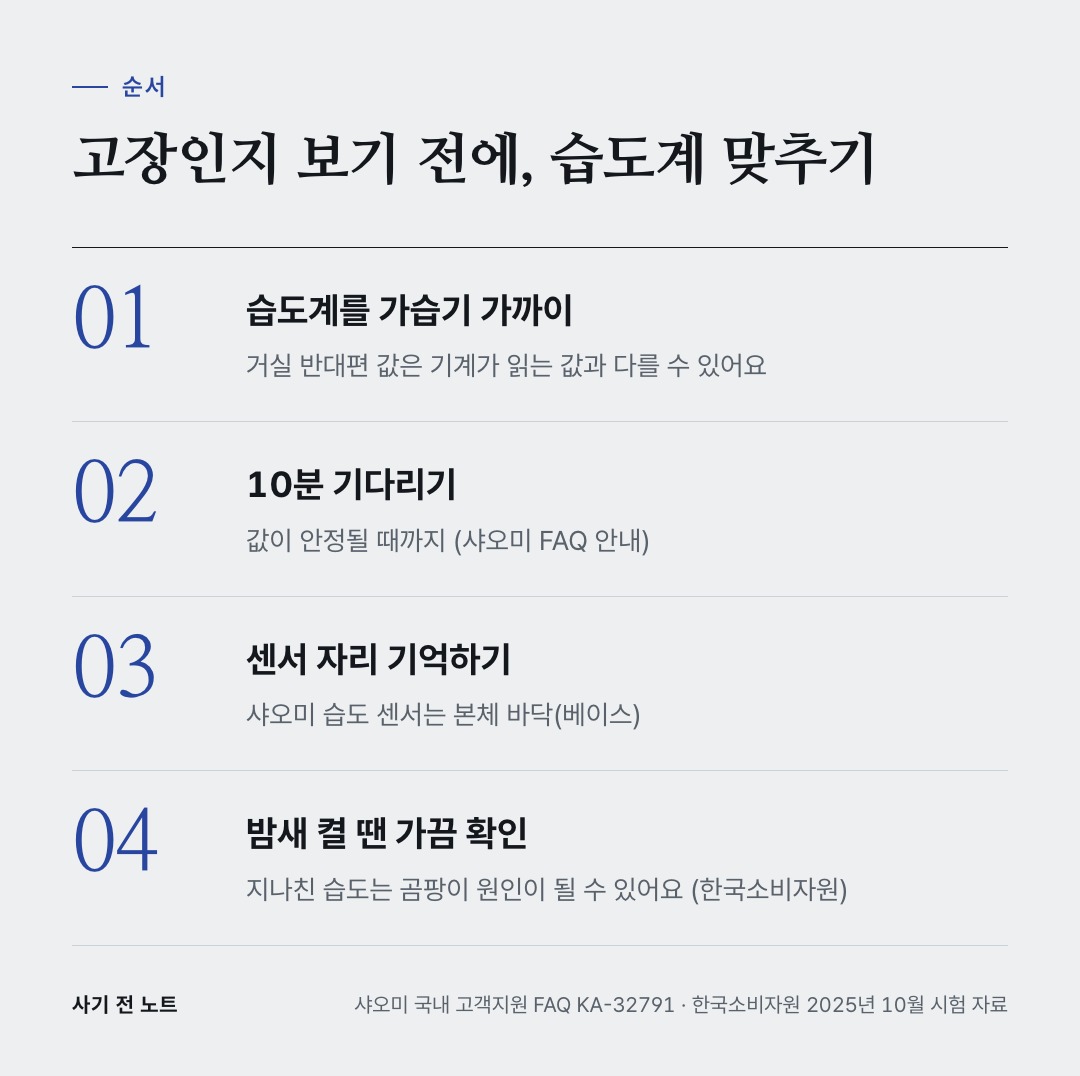 순서
고장인지 보기 전에, 습도계 맞추기
01
습도계를 가습기 가까이
거실 반대편 값은 기계가 읽는 값과 다를 수 있어요
02
10분 기다리기
값이 안정될 때까지 (샤오미 FAQ 안내)
03
센서 자리 기억하기
샤오미 습도 센서는 본체 바닥(베이스)
04
밤새 켤 땐 가끔 확인
지나친 습도는 곰팡이 원인이 될 수 있어요 (한국소비자원)
사기 전 노트
샤오미 국내 고객지원 FAQ KA-32791 · 한국소비자원 2025년 10월 시험 자료